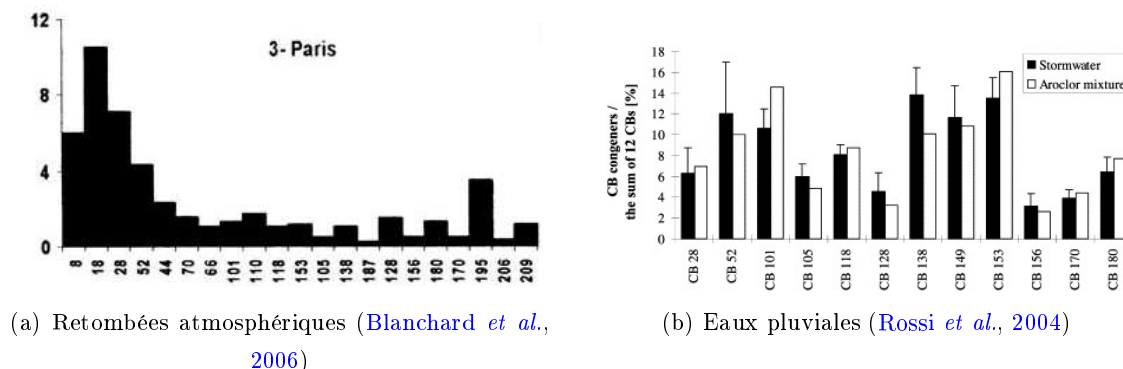 12
8
4
0
3- Paris
8 18 28 52 44 70 66 101 110 118 153 105 138 187 128 156 180 170 195 206 209
(a) Retombées atmosphériques (Blanchard et al.,
2006)
CB congeners /
the sum of 12 CBs [%]
18
16
14
12
10
8
6
4
2
0
Stormwater
Aroclor mixture
CB 28 CB 52 CB 101 CB 105 CB 118 CB 128 CB 138 CB 149 CB 153 CB 156 CB 170 CB 180
(b) Eaux pluviales (Rossi et al., 2004)